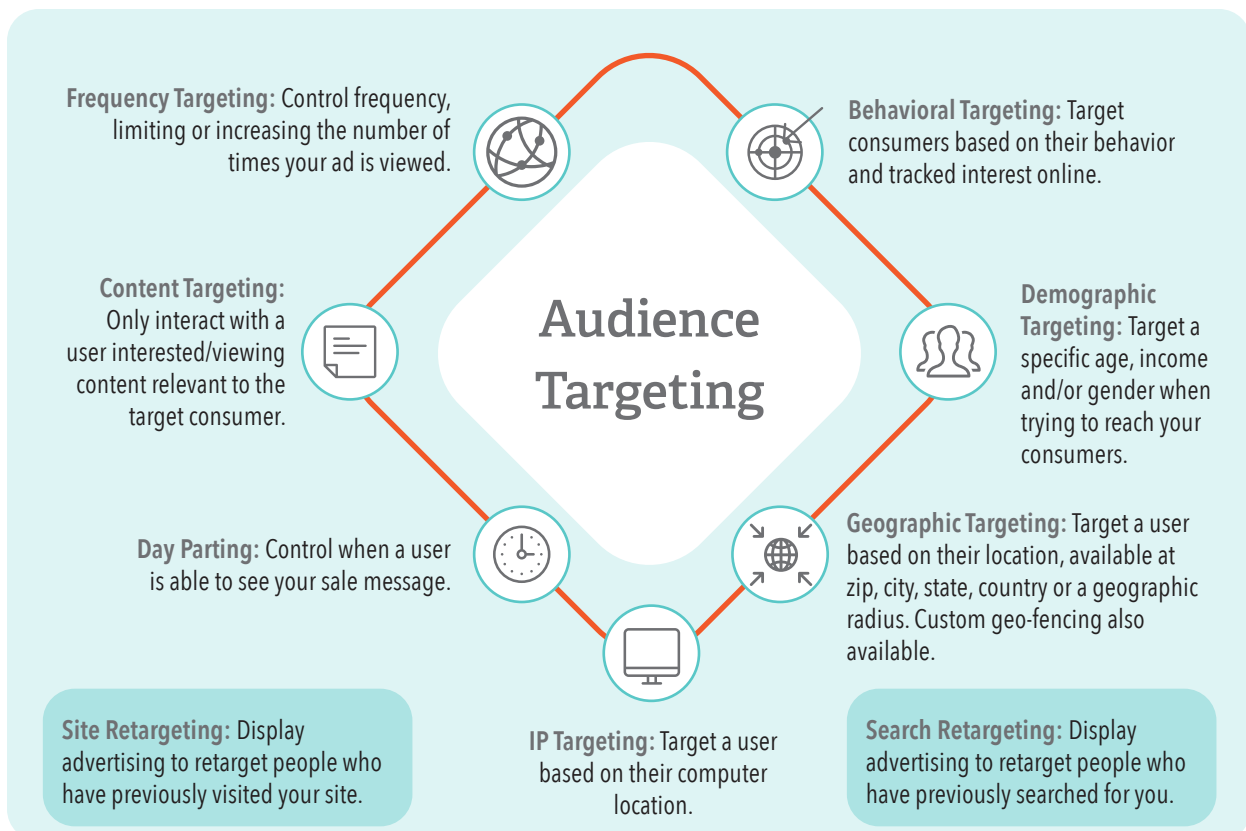 Frequency Targeting: Control frequency,
limiting or increasing the number of
times your ad is viewed.
Behavioral Targeting: Target
consumers based on their behavior
and tracked interest online.
Content Targeting:
Only interact with a
user interested/viewing
content relevant to the
target consumer.
Audience
Targeting
Demographic
Targeting: Target a
specific age, income
and/or gender when
trying to reach your
consumers.
Day Parting: Control when a user
is able to see your sale message.
Geographic Targeting: Target a user
based on their location, available at
zip, city, state, country or a geographic
radius. Custom geo-fencing also
available.
Site Retargeting: Display
advertising to retarget people who
have previously visited your site.
IP Targeting: Target a user
based on their computer
location.
Search Retargeting: Display
advertising to retarget people who
have previously searched for you.